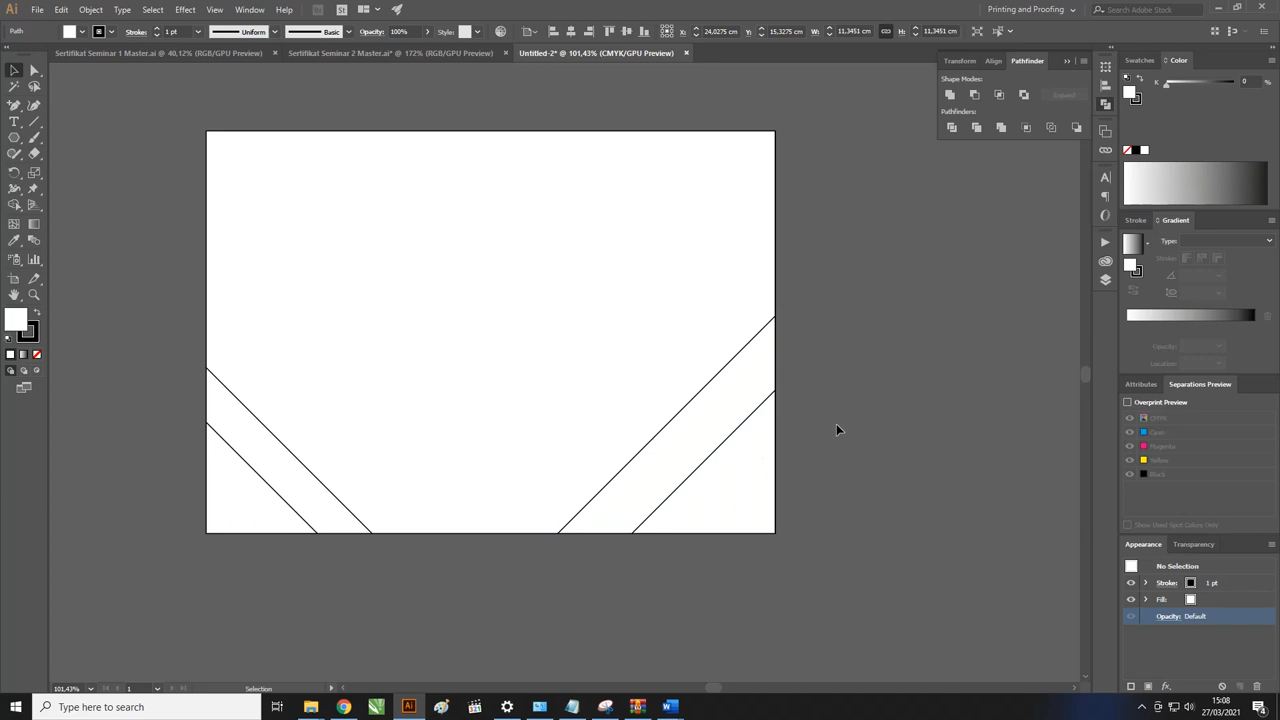 Ai File Edit Object Type Select Effect View Window Help Br St Printing and Proofing Search Adobe Stock
Path Stroke: 1 pt Uniform Basic Opacity: 100% Style: X: 24,0275 cm Y: 15,3275 cm W: 11,3451 cm H: 11,3451 cm
Sertifikat Seminar 1 Master.ai @ 40,12% (RGB/GPU Preview) × Sertifikat Seminar 2 Master.ai* @ 172% (RGB/GPU Preview) × Untitled-2* @ 101,43% (CMYK/GPU Preview) ×
Transform Align Pathfinder
Swatches Color
Shape Modes:
K 0 %
Expand
Pathfinders:
Stroke Gradient
Type:
Stroke:
Opacity:
Location:
Attributes Separations Preview
Overprint Preview
CMYK
Cyan
Magenta
Yellow
Black
Show Used Spot Colors Only
Appearance Transparency
No Selection
Stroke: 1 pt
Fill:
Opacity: Default
fx
101,43% 1 Selection
Type here to search
15:08
27/03/2021